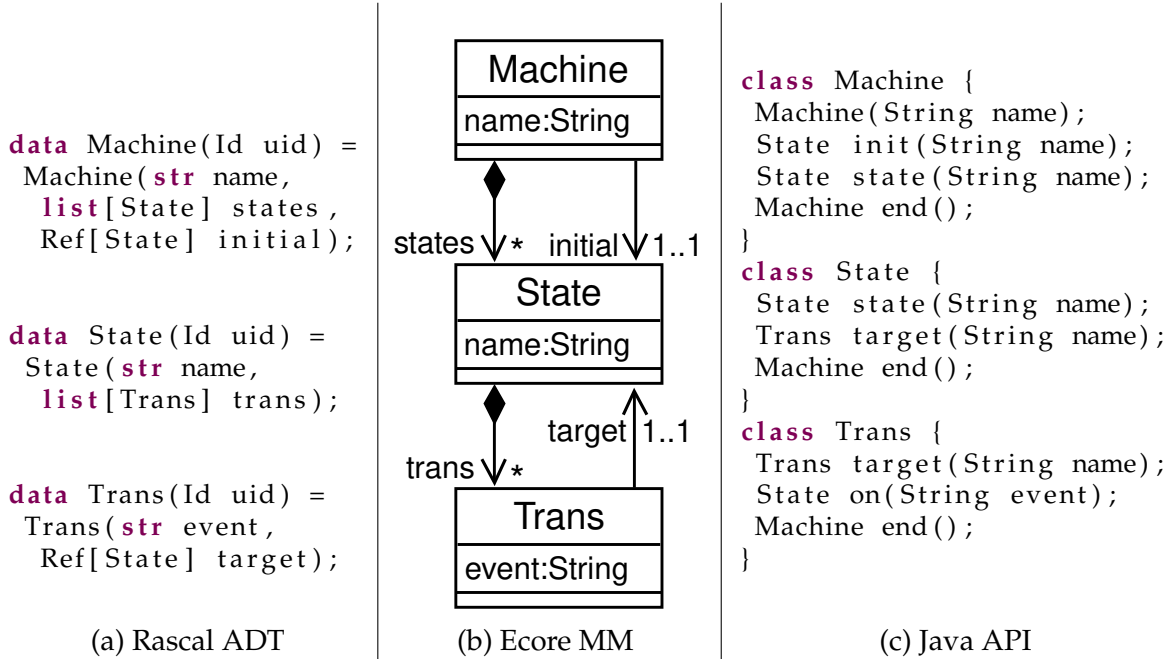 data Machine(Id uid) =
Machine(str name,
list[State] states,
Ref[State] initial);
data State(Id uid) =
State(str name,
list[Trans] trans);
data Trans(Id uid) =
Trans(str event,
Ref[State] target);
(a) Rascal ADT
Machine
name:String
states * initial 1..1
State
name:String
target 1..1
trans *
Trans
event:String
(b) Ecore MM
class Machine {
Machine(String name);
State init(String name);
State state(String name);
Machine end();
}
class State {
State state(String name);
Trans target(String name);
Machine end();
}
class Trans {
Trans target(String name);
State on(String event);
Machine end();
}
(c) Java API